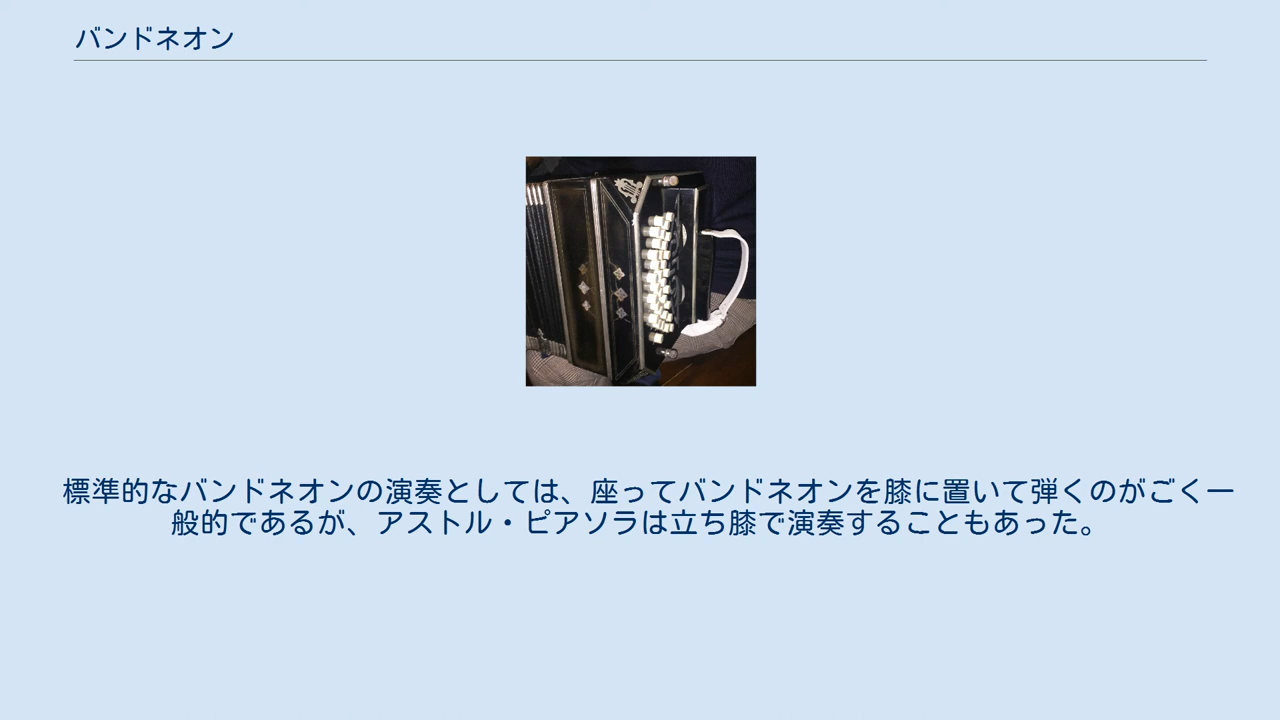 バンドネオン
標準的なバンドネオンの演奏としては、座ってバンドネオンを膝に置いて弾くのがごく一
般的であるが、アストル・ピアソラは立ち膝で演奏することもあった。